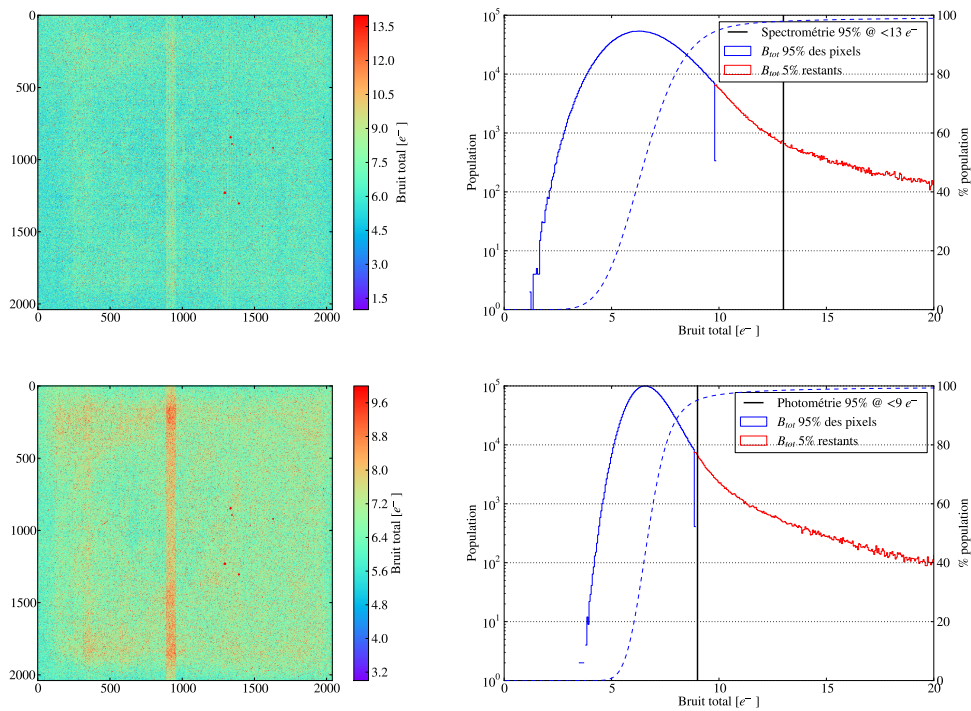 0
500
1000
1500
2000
0 500 1000 1500 2000
13.5
12.0
10.5
9.0
7.5
6.0
4.5
3.0
1.5
Bruit total [e⁻ ]
10⁵
10⁴
10³
10²
10¹
10⁰
Population
Spectrométrie 95% @ <13 e⁻
B_tot 95% des pixels
B_tot 5% restants
100
80
60
40
20
0
% population
0 5 10 15 20
Bruit total [e⁻ ]
0
500
1000
1500
2000
0 500 1000 1500 2000
9.6
8.8
8.0
7.2
6.4
5.6
4.8
4.0
3.2
Bruit total [e⁻ ]
10⁵
10⁴
10³
10²
10¹
10⁰
Population
Photométrie 95% @ <9 e⁻
B_tot 95% des pixels
B_tot 5% restants
100
80
60
40
20
0
% population
0 5 10 15 20
Bruit total [e⁻ ]